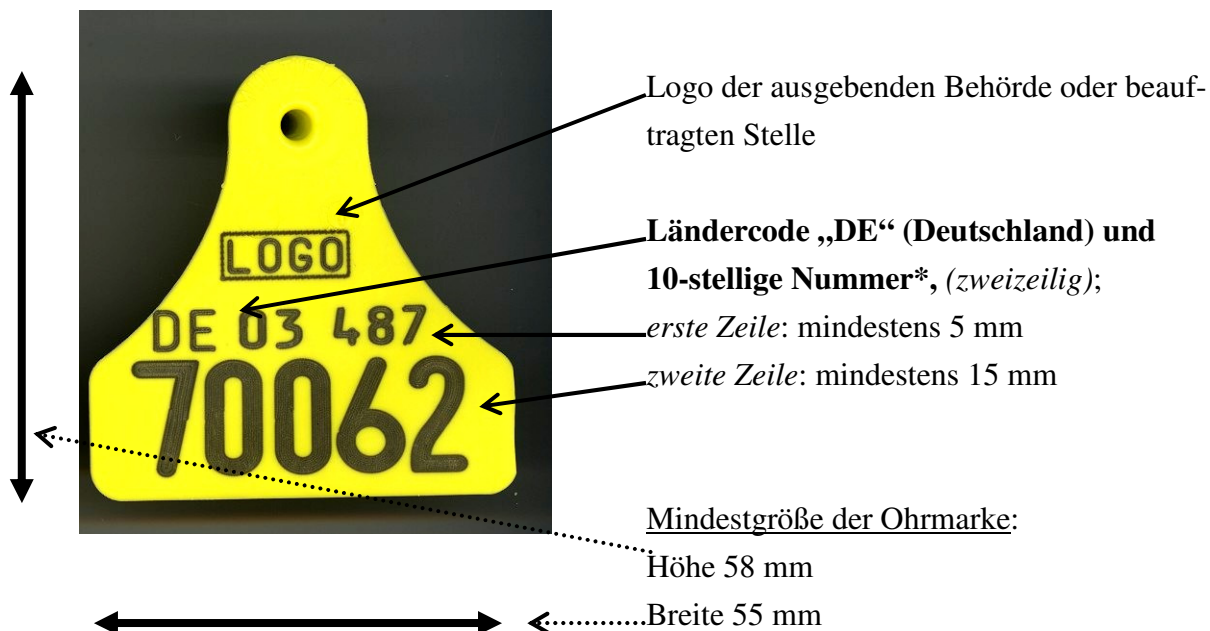 Logo der ausgebenden Behörde oder beauf-
tragten Stelle
LOGO
Ländercode „DE“ (Deutschland) und
10-stellige Nummer*, (zweizeilig);
DE 03 487
erste Zeile: mindestens 5 mm
70062
zweite Zeile: mindestens 15 mm
Mindestgröße der Ohrmarke:
Höhe 58 mm
Breite 55 mm